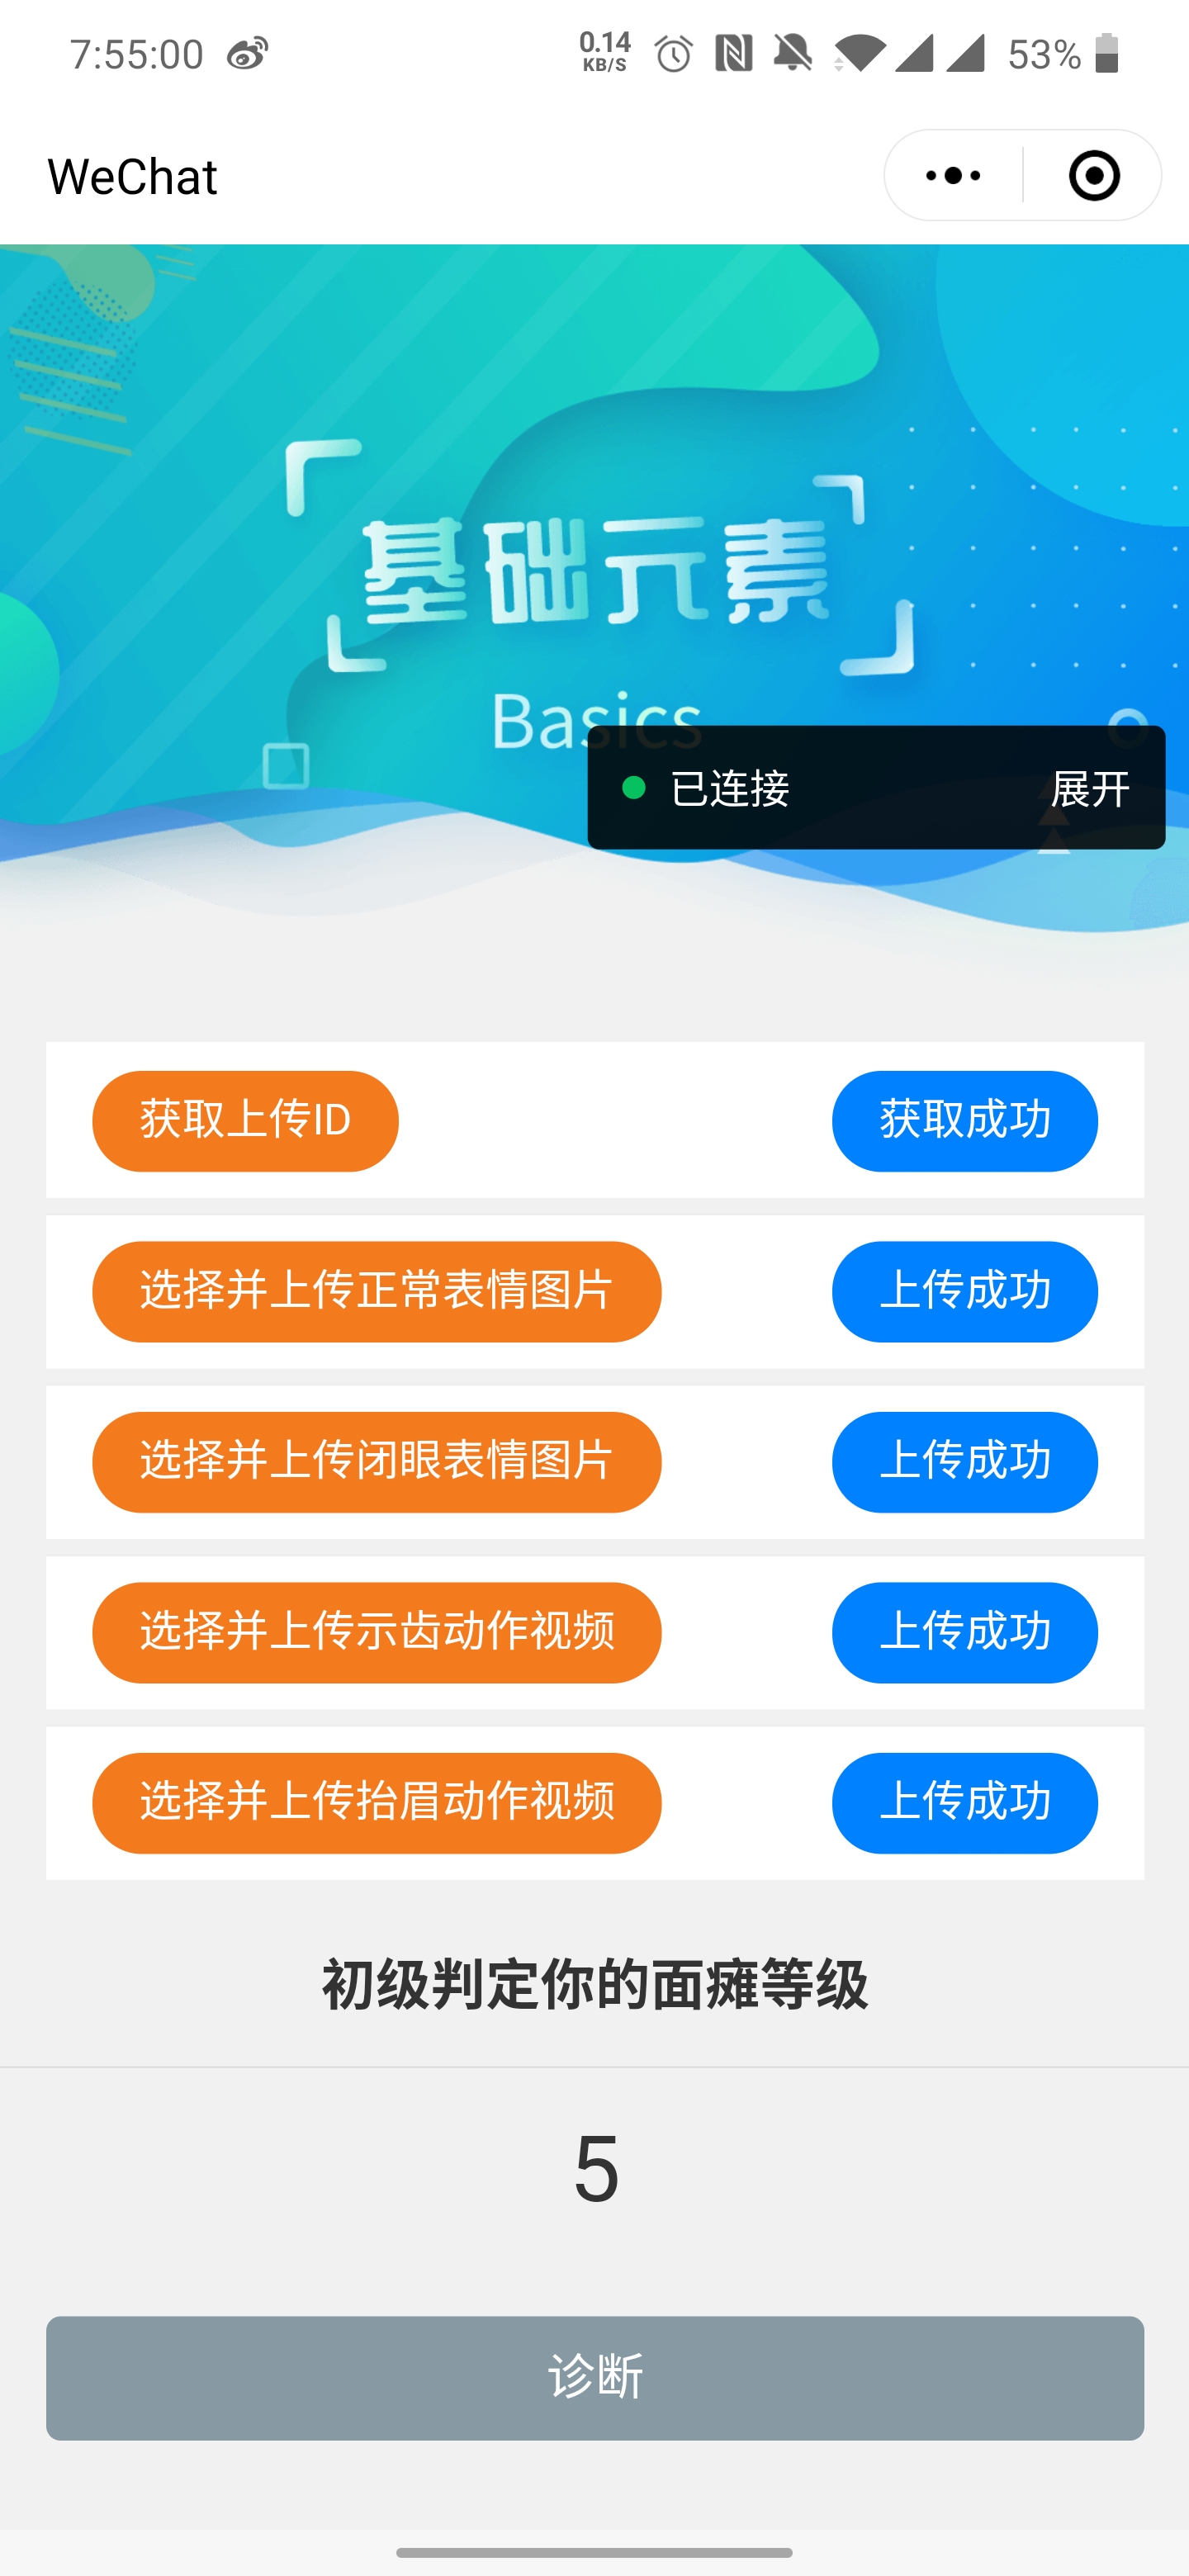 7:55:00
0.14
KB/S
53%
WeChat
基础元素
Basics
已连接 展开
获取上传ID 获取成功
选择并上传正常表情图片 上传成功
选择并上传闭眼表情图片 上传成功
选择并上传示齿动作视频 上传成功
选择并上传抬眉动作视频 上传成功
初级判定你的面瘫等级
5
诊断